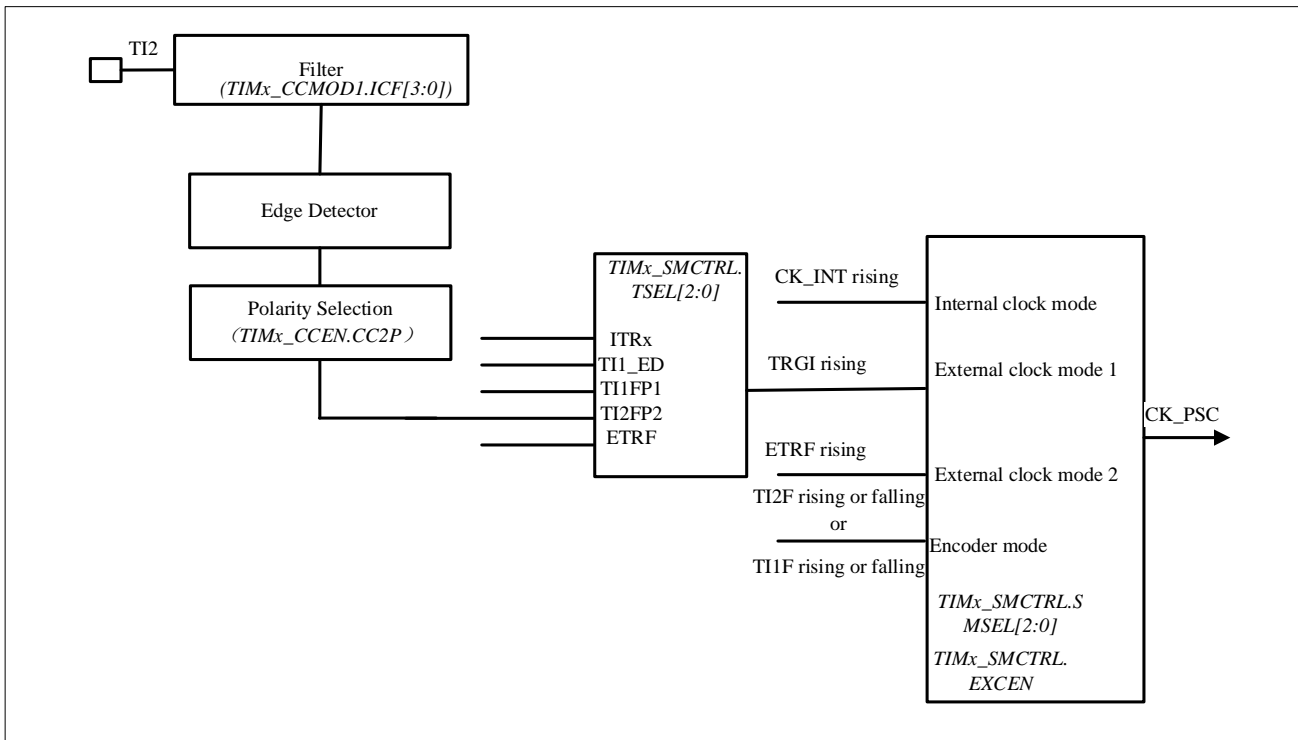 TI2
Filter
(TIMx_CCMOD1.ICF[3:0])
Edge Detector
Polarity Selection
（TIMx_CCEN.CC2P）
TIMx_SMCTRL.
TSEL[2:0]
ITRx
TI1_ED
TI1FP1
TI2FP2
ETRF
CK_INT rising
TRGI rising
ETRF rising
TI2F rising or falling
or
TI1F rising or falling
Internal clock mode
External clock mode 1
External clock mode 2
Encoder mode
TIMx_SMCTRL.S
MSEL[2:0]
TIMx_SMCTRL.
EXCEN
CK_PSC